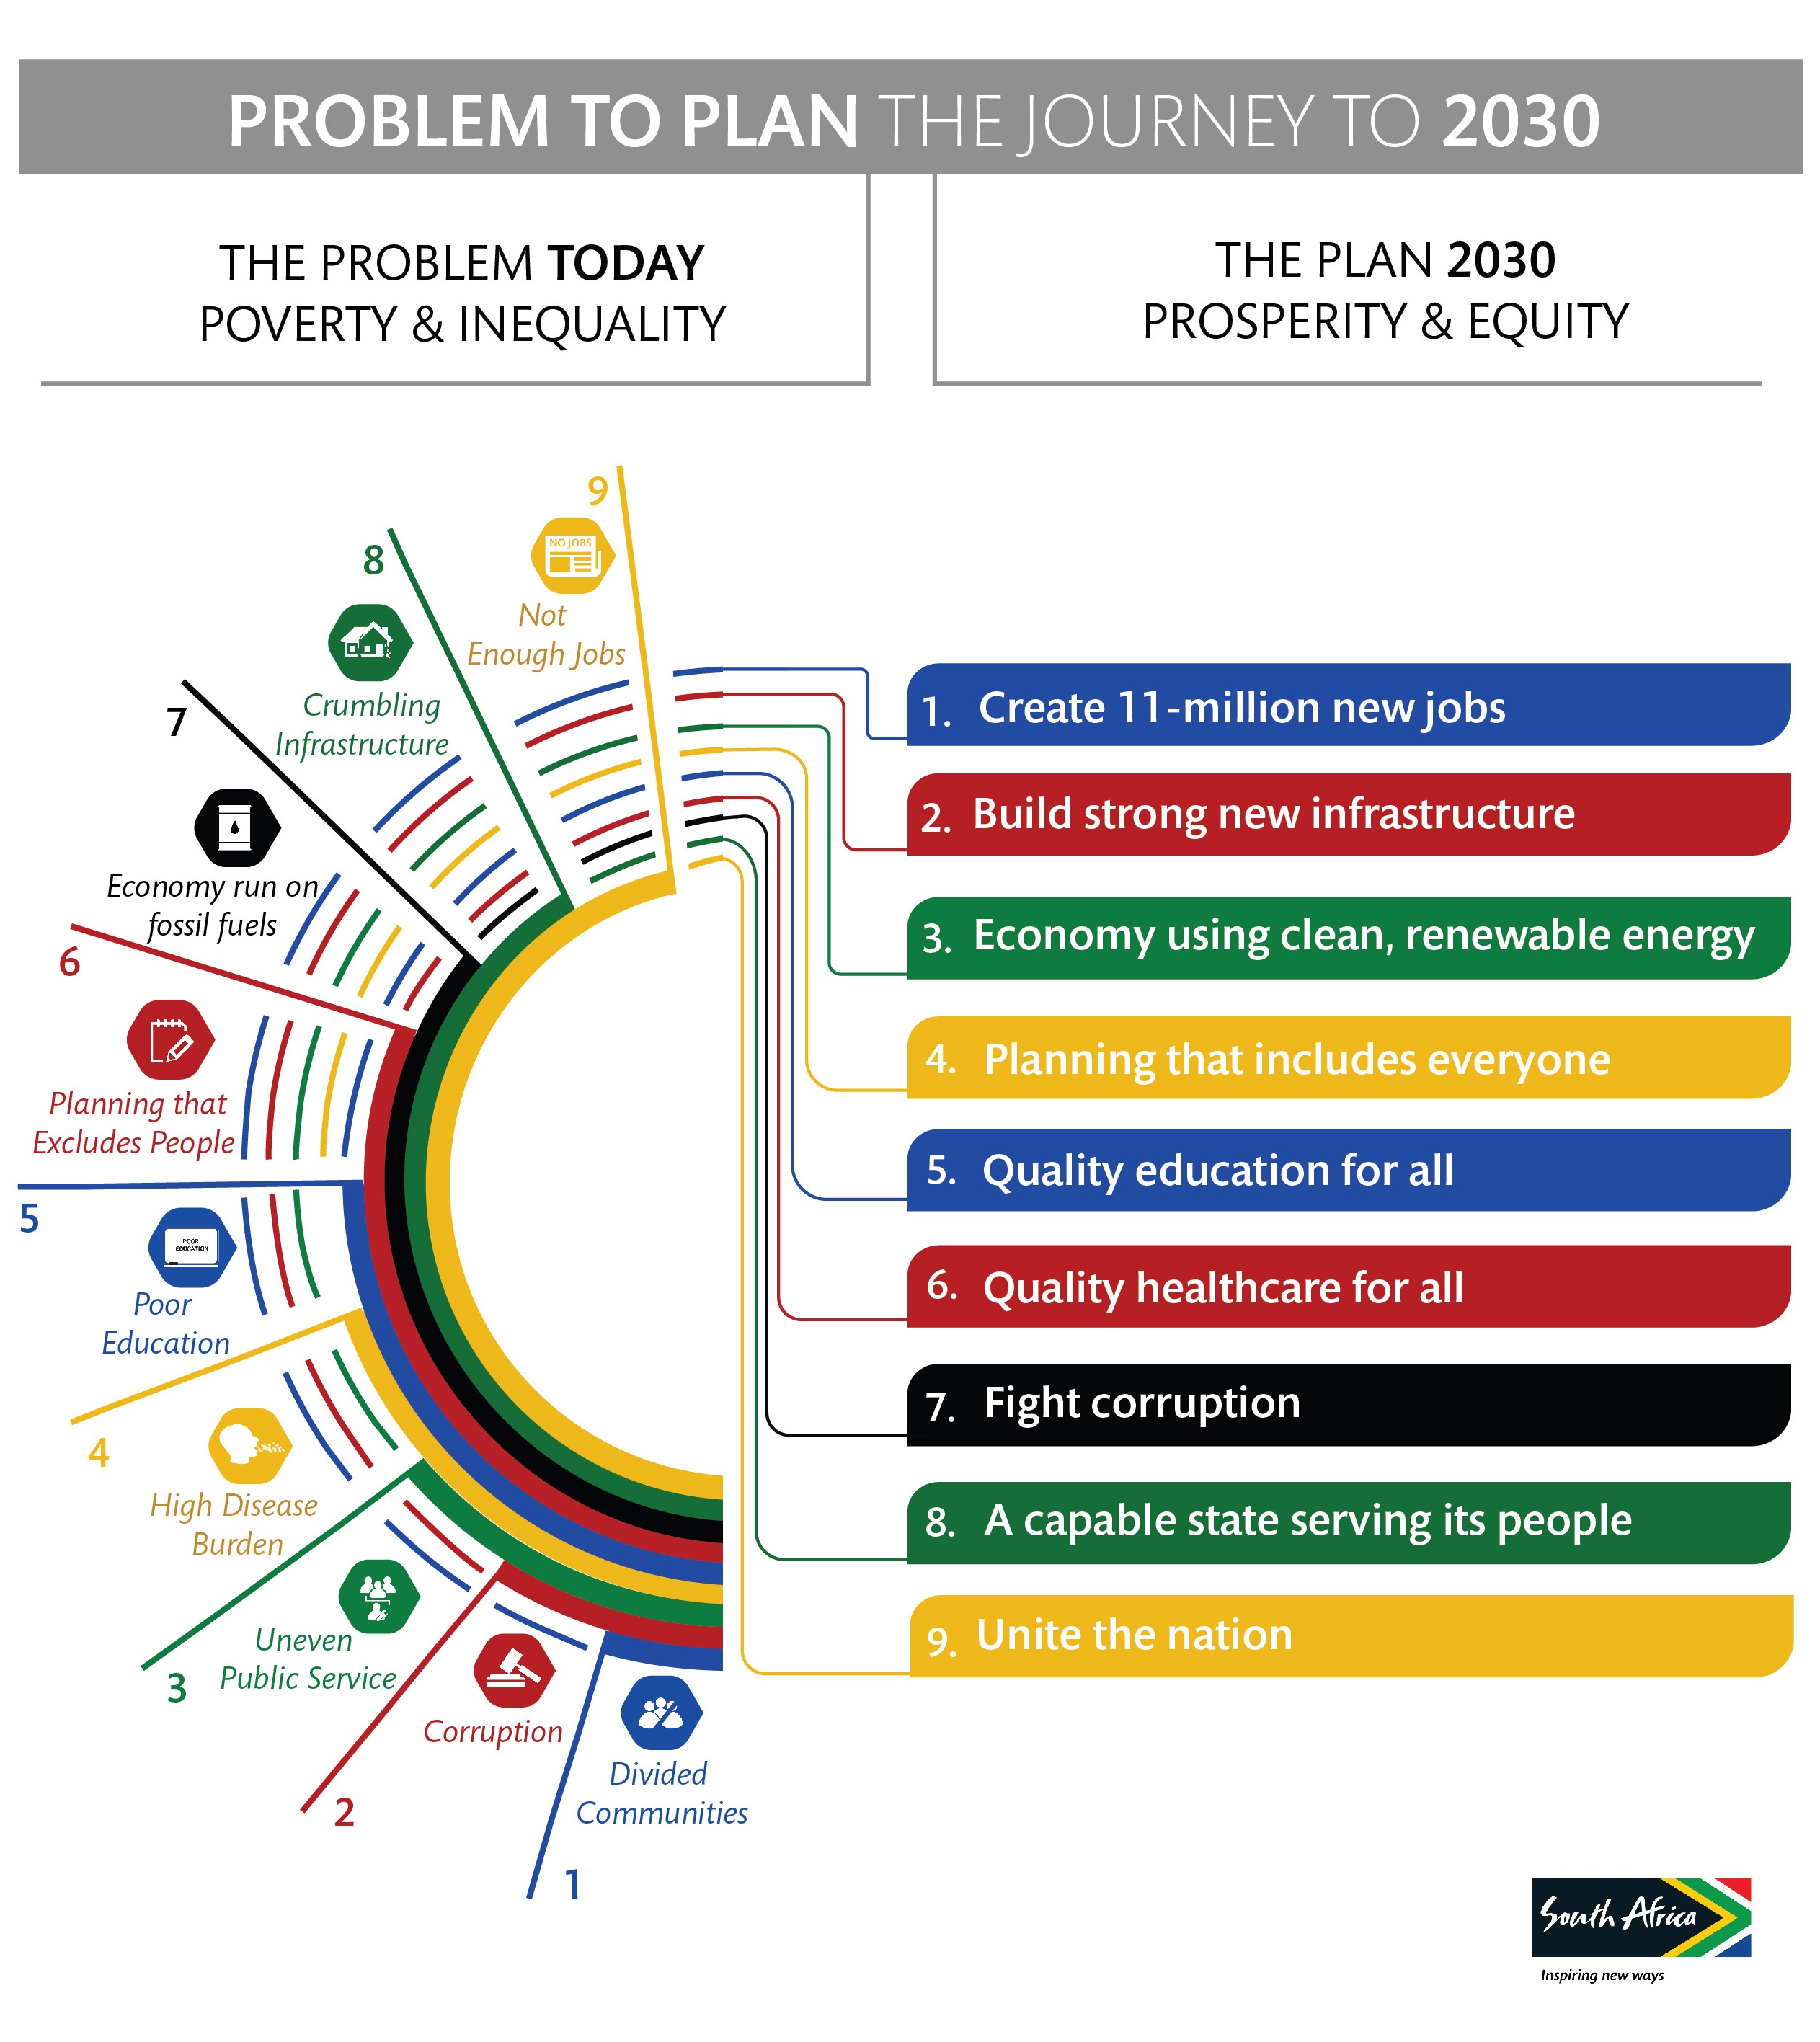 PROBLEM TO PLAN THE JOURNEY TO 2030
THE PROBLEM TODAY
POVERTY & INEQUALITY
THE PLAN 2030
PROSPERITY & EQUITY
9
NO JOBS
Not
Enough Jobs
8
Crumbling
Infrastructure
7
Economy run on
fossil fuels
6
Planning that
Excludes People
5
POOR
EDUCATION
Poor
Education
4
High Disease
Burden
3
Uneven
Public Service
2
Corruption
1
Divided
Communities
1. Create 11-million new jobs
2. Build strong new infrastructure
3. Economy using clean, renewable energy
4. Planning that includes everyone
5. Quality education for all
6. Quality healthcare for all
7. Fight corruption
8. A capable state serving its people
9. Unite the nation
South Africa
Inspiring new ways